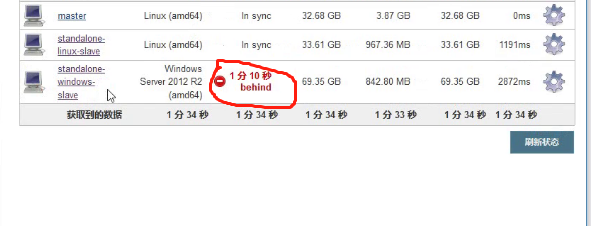 master Linux (amd64) In sync 32.68 GB 3.87 GB 32.68 GB 0ms
standalone-
linux-slave Linux (amd64) In sync 33.61 GB 967.36 MB 33.61 GB 1191ms
standalone-
windows-
slave Windows
Server 2012 R2
(amd64) 1 分 10 秒
behind 69.35 GB 842.80 MB 69.35 GB 2872ms
获取到的数据 1 分 34 秒 1 分 34 秒 1 分 34 秒 1 分 33 秒 1 分 34 秒 1 分 34 秒
刷新状态